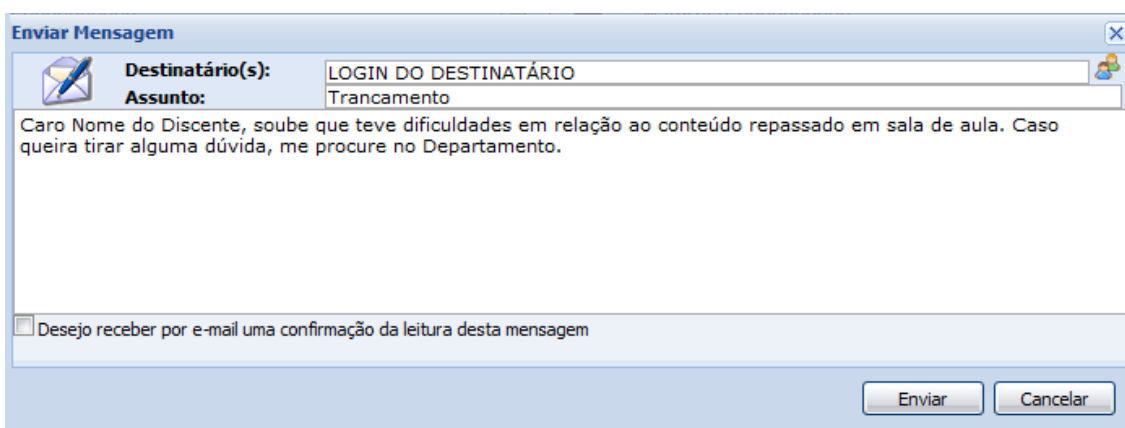 Enviar Mensagem
Destinatário(s): LOGIN DO DESTINATÁRIO
Assunto: Trancamento
Caro Nome do Discente, soube que teve dificuldades em relação ao conteúdo repassado em sala de aula. Caso
queira tirar alguma dúvida, me procure no Departamento.
Desejo receber por e-mail uma confirmação da leitura desta mensagem
Enviar Cancelar